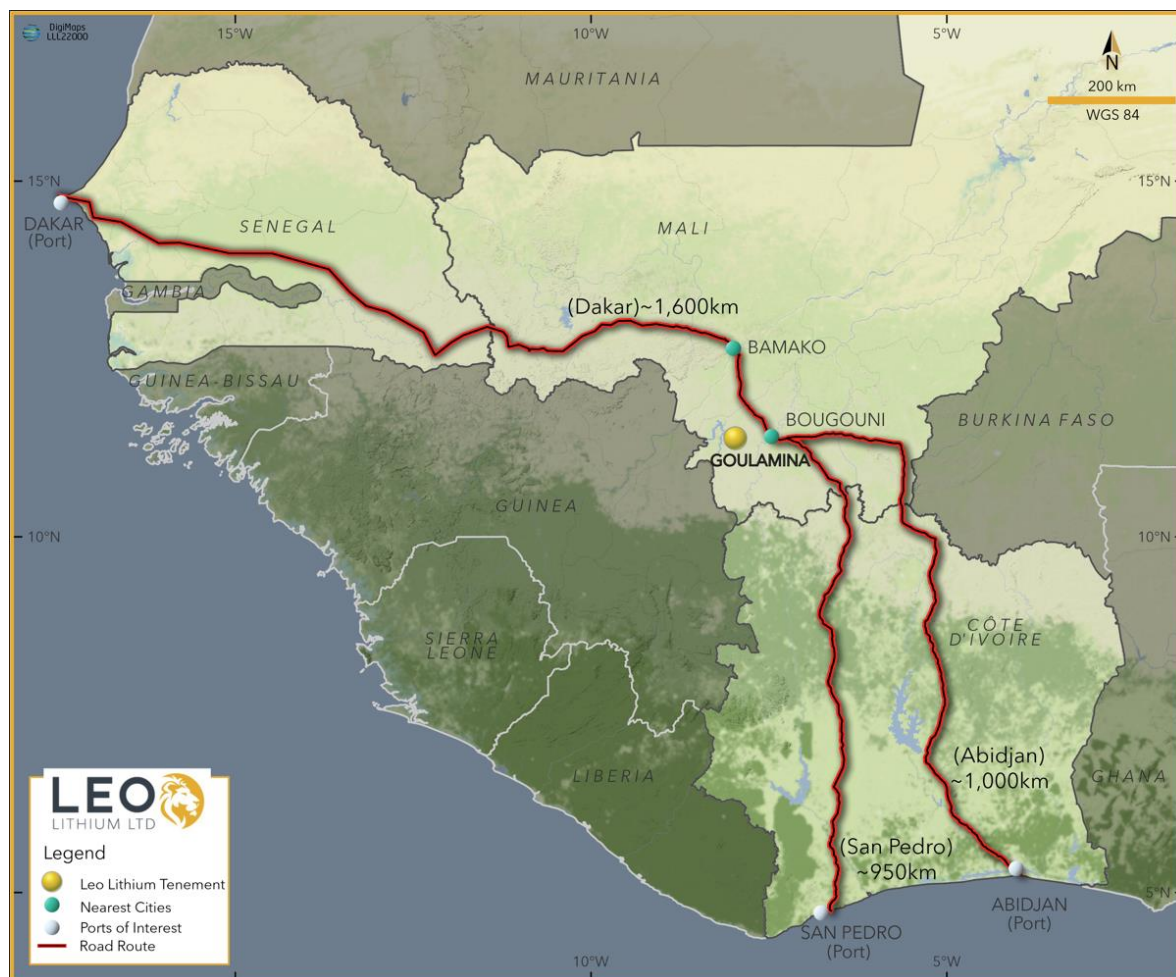 DigiMaps
LLL22000
15°W
10°W
5°W
N
200 km
WGS 84
MAURITANIA
15°N
15°N
DAKAR
(Port)
SENEGAL
MALI
GAMBIA
(Dakar)~1,600km
BAMAKO
GUINEA-BISSAU
BOUGOUNI
BURKINA FASO
GOULAMINA
GUINEA
10°N
10°N
SIERRA
LEONE
CÔTE
D'IVOIRE
LIBERIA
(Abidjan)
~1,000km
GHANA
(San Pedro)
~950km
5°N
ABIDJAN
(Port)
SAN PEDRO
(Port)
LEO
LITHIUM LTD
Legend
Leo Lithium Tenement
Nearest Cities
Ports of Interest
Road Route
15°W
10°W
5°W